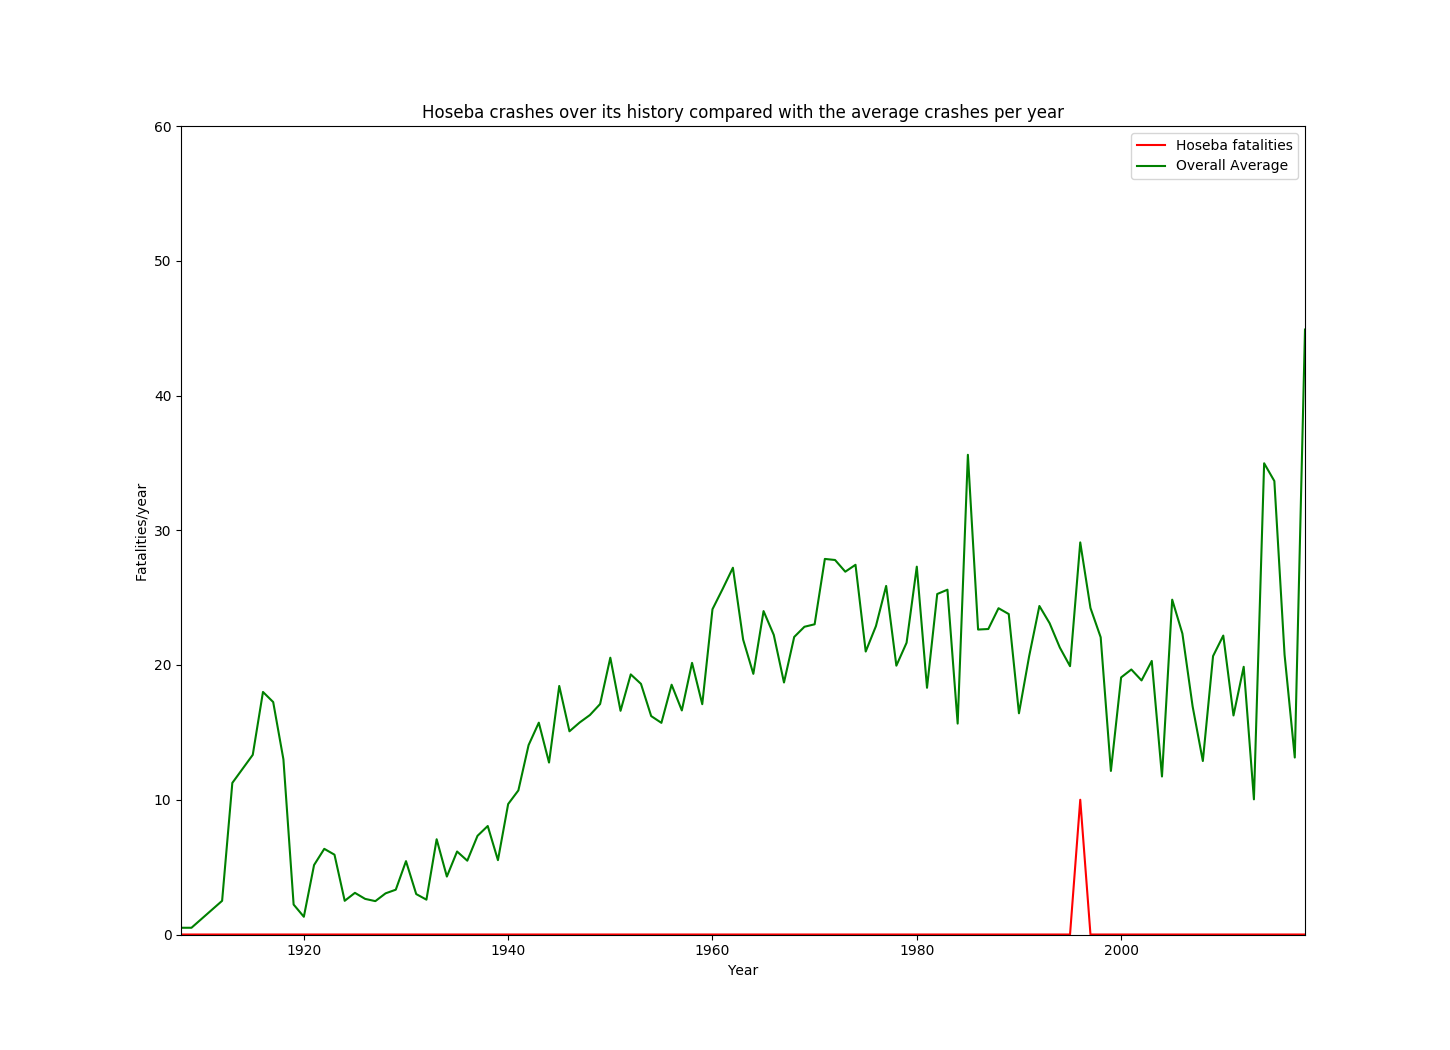 Hoseba crashes over its history compared with the average crashes per year
60
Hoseba fatalities
Overall Average
50
40
30
20
10
0
Fatalities/year
1920
1940
1960
1980
2000
Year